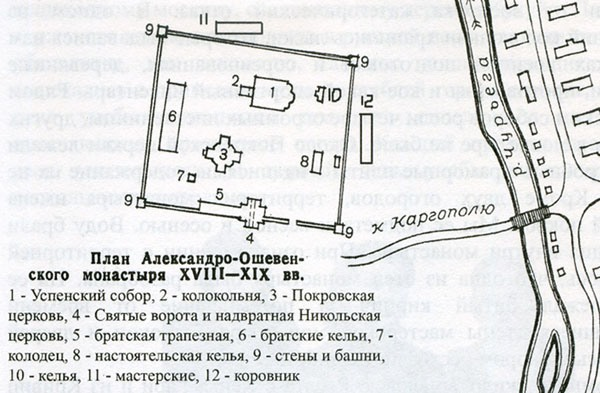 11
9
9
2
1
10
12
6
3
8
7
5
9
4
9
к Каргополю
План Александро-Ошевен-
ского монастыря XVIII—XIX вв.
1 - Успенский собор, 2 - колокольня, 3 - Покровская
церковь, 4 - Святые ворота и надвратная Никольская
церковь, 5 - братская трапезная, 6 - братские кельи, 7 -
колодец, 8 - настоятельская келья, 9 - стены и башни,
10 - келья, 11 - мастерские, 12 - коровник